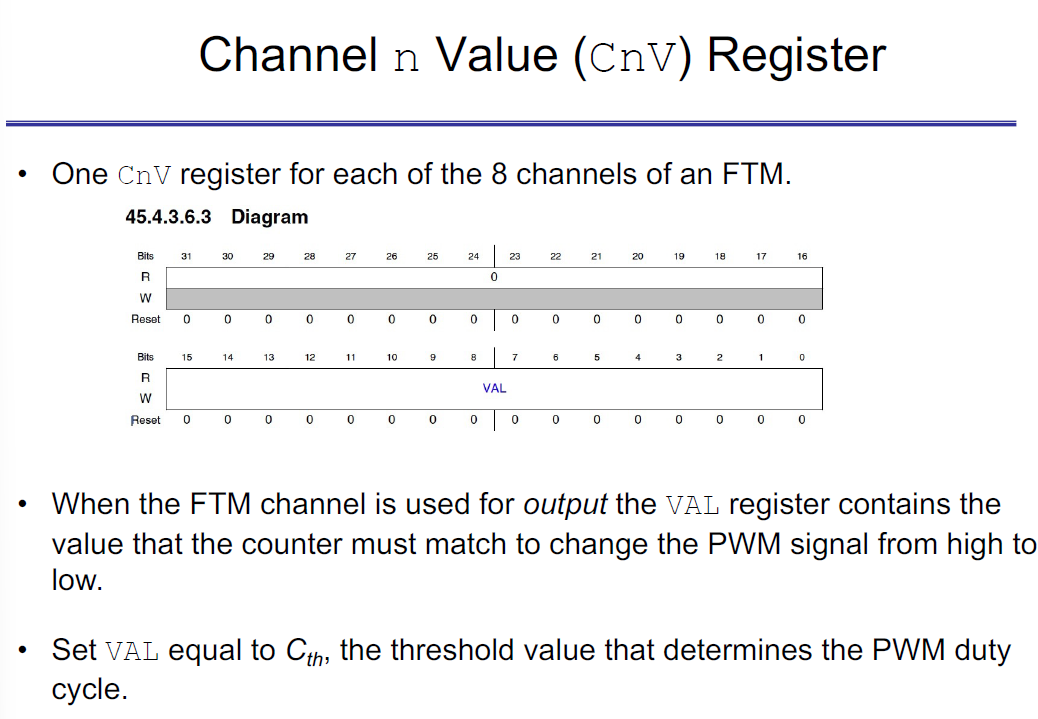 Channel n Value (CnV) Register
• One CnV register for each of the 8 channels of an FTM.
45.4.3.6.3 Diagram
Bits 31 30 29 28 27 26 25 24 23 22 21 20 19 18 17 16
R 0
W
Reset 0 0 0 0 0 0 0 0 0 0 0 0 0 0 0 0
Bits 15 14 13 12 11 10 9 8 7 6 5 4 3 2 1 0
R
VAL
W
Reset 0 0 0 0 0 0 0 0 0 0 0 0 0 0 0 0
• When the FTM channel is used for output the VAL register contains the
value that the counter must match to change the PWM signal from high to
low.
• Set VAL equal to Cth, the threshold value that determines the PWM duty
cycle.